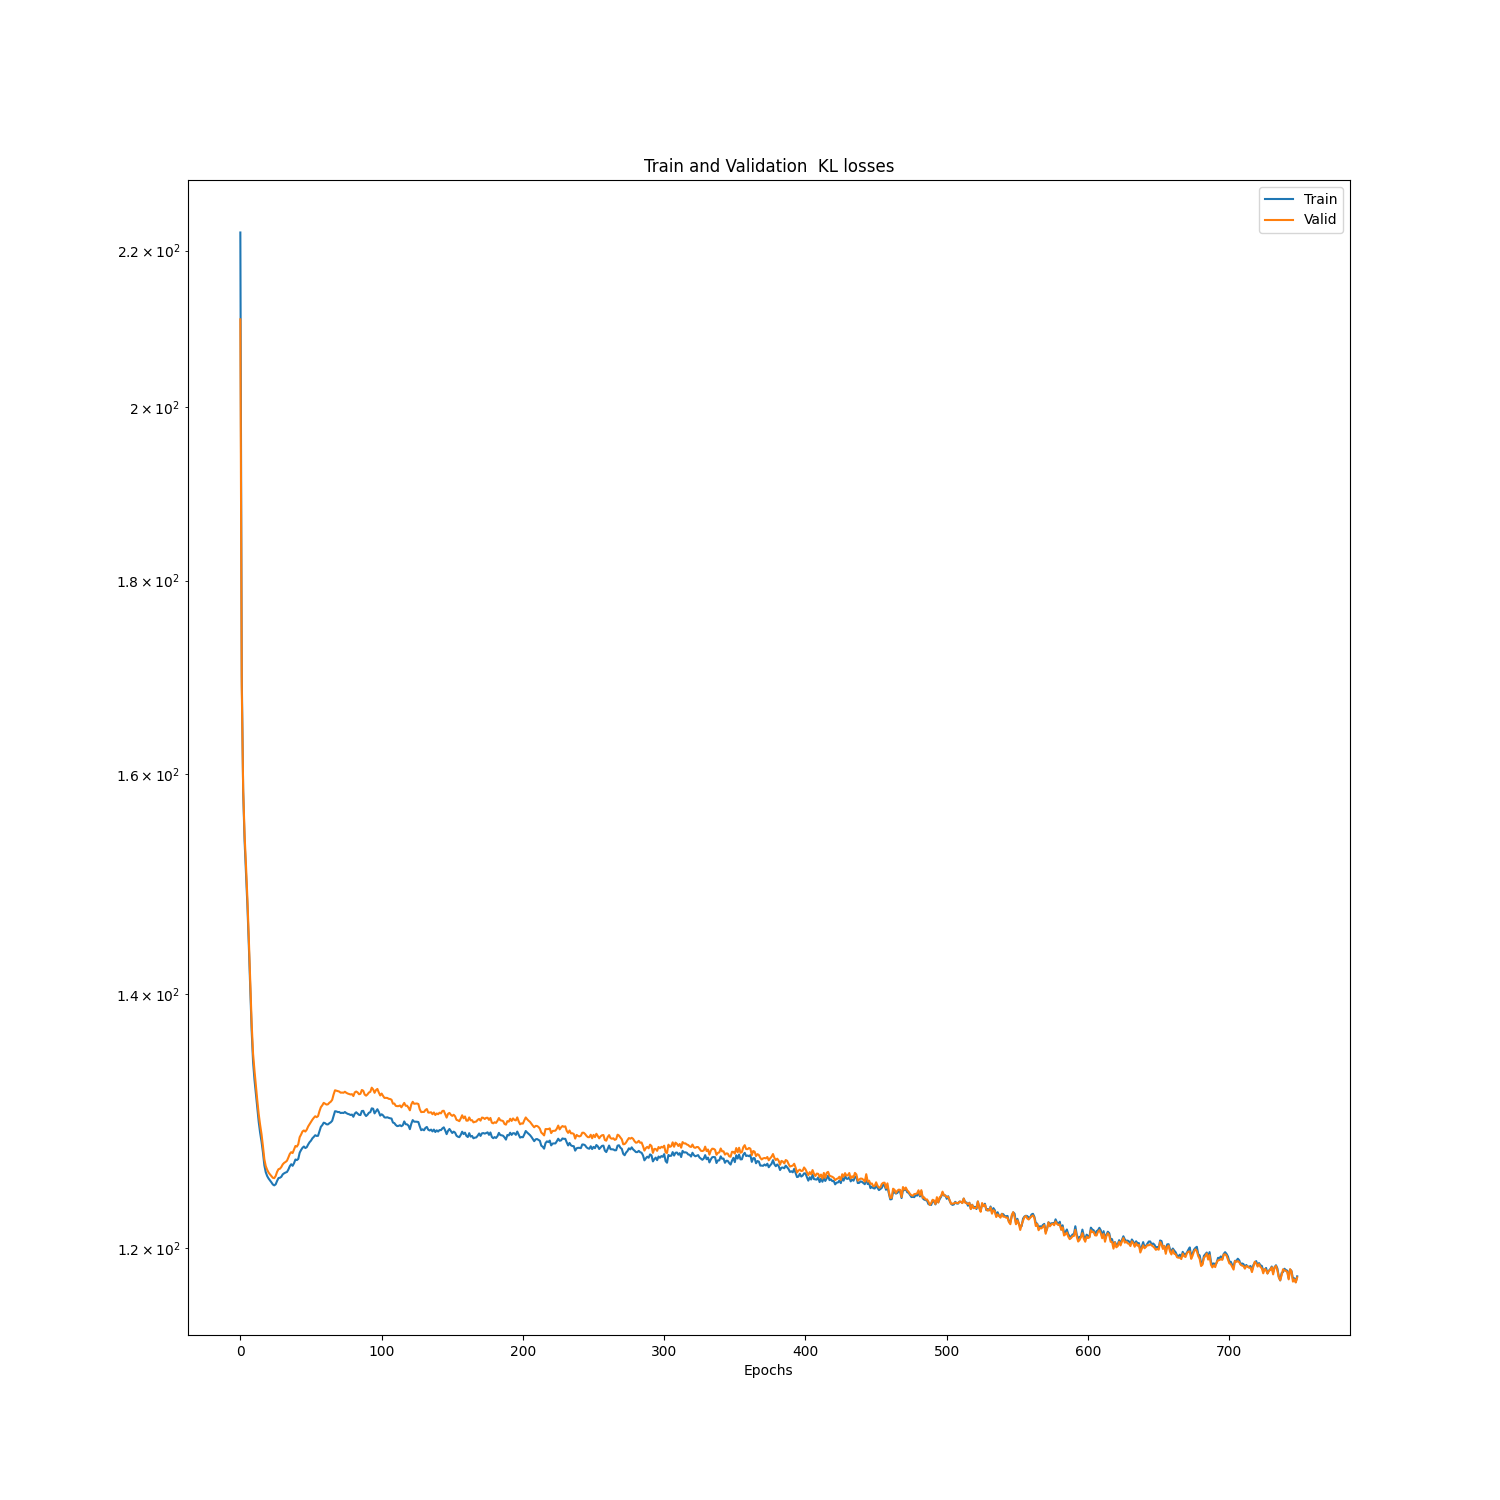 Train and Validation  KL losses
Train
Valid
2.2 × 10²
2 × 10²
1.8 × 10²
1.6 × 10²
1.4 × 10²
1.2 × 10²
0 100 200 300 400 500 600 700
Epochs